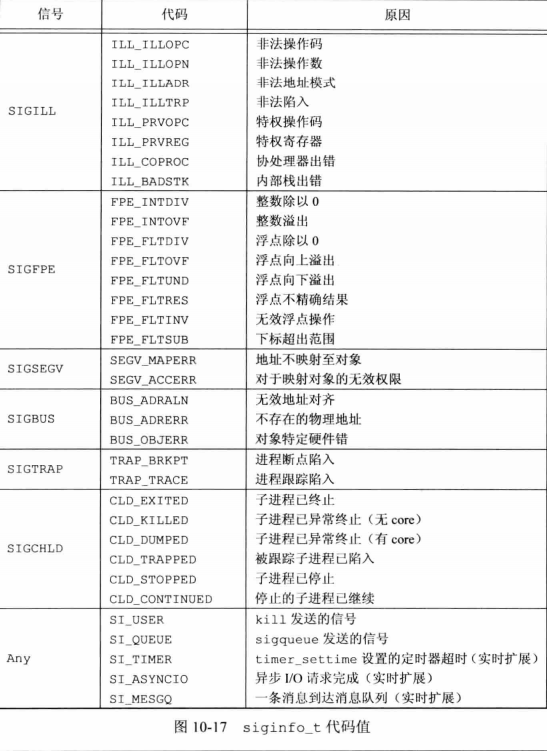 信号 代码 原因
SIGILL
ILL_ILLOPC 非法操作码
ILL_ILLOPN 非法操作数
ILL_ILLADR 非法地址模式
ILL_ILLTRP 非法陷入
ILL_PRVOPC 特权操作码
ILL_PRVREG 特权寄存器
ILL_COPROC 协处理器出错
ILL_BADSTK 内部栈出错
SIGFPE
FPE_INTDIV 整数除以 0
FPE_INTOVF 整数溢出
FPE_FLTDIV 浮点除以 0
FPE_FLTOVF 浮点向上溢出
FPE_FLTUND 浮点向下溢出
FPE_FLTRES 浮点不精确结果
FPE_FLTINV 无效浮点操作
FPE_FLTSUB 下标超出范围
SIGSEGV
SEGV_MAPERR 地址不映射至对象
SEGV_ACCERR 对于映射对象的无效权限
SIGBUS
BUS_ADRALN 无效地址对齐
BUS_ADRERR 不存在的物理地址
BUS_OBJERR 对象特定硬件错
SIGTRAP
TRAP_BRKPT 进程断点陷入
TRAP_TRACE 进程跟踪陷入
SIGCHLD
CLD_EXITED 子进程已终止
CLD_KILLED 子进程已异常终止（无 core）
CLD_DUMPED 子进程已异常终止（有 core）
CLD_TRAPPED 被跟踪子进程已陷入
CLD_STOPPED 子进程已停止
CLD_CONTINUED 停止的子进程已继续
Any
SI_USER kill 发送的信号
SI_QUEUE sigqueue 发送的信号
SI_TIMER timer_settime 设置的定时器超时（实时扩展）
SI_ASYNCIO 异步 I/O 请求完成（实时扩展）
SI_MESGQ 一条消息到达消息队列（实时扩展）
图 10-17 siginfo_t 代码值